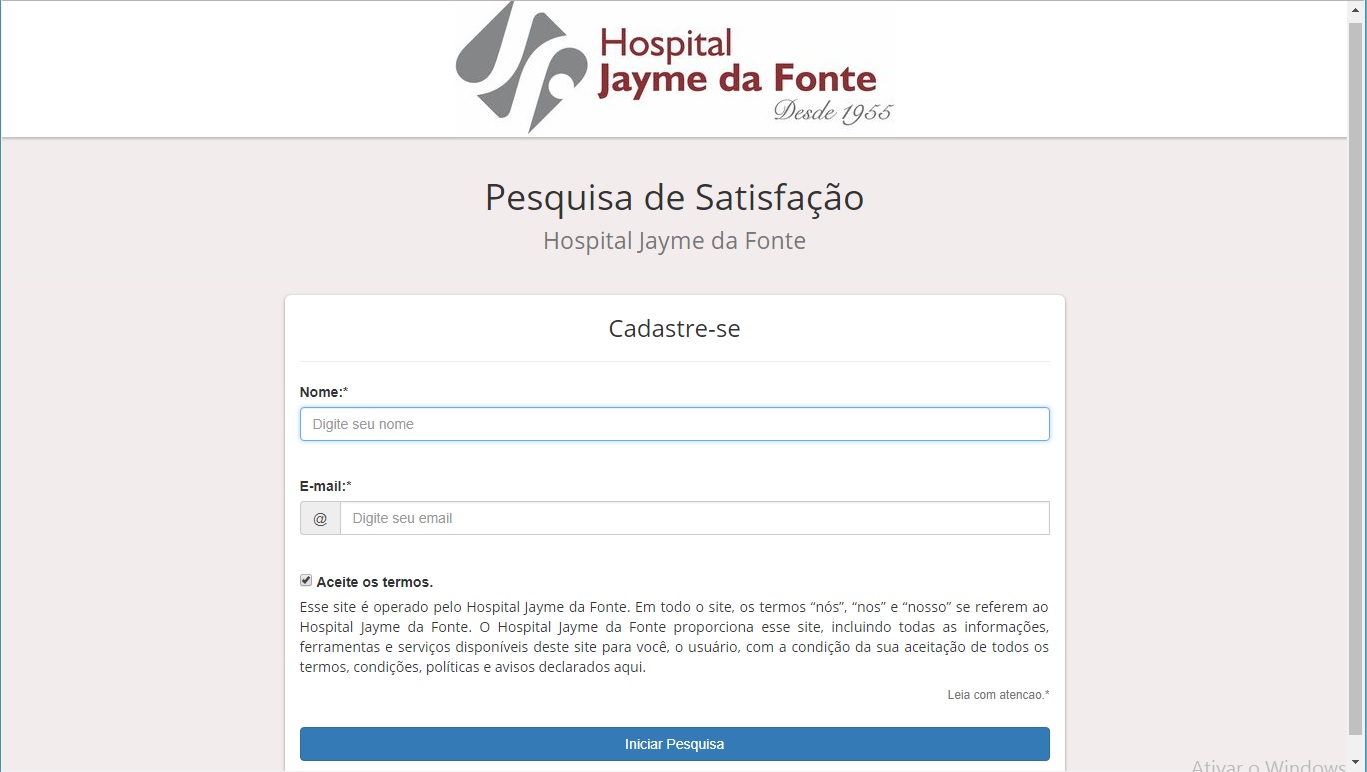 Hospital
Jayme da Fonte
Desde 1955
Pesquisa de Satisfação
Hospital Jayme da Fonte
Cadastre-se
Nome:*
Digite seu nome
E-mail:*
@ Digite seu email
Aceite os termos.
Esse site é operado pelo Hospital Jayme da Fonte. Em todo o site, os termos “nós”, “nos” e “nosso” se referem ao
Hospital Jayme da Fonte. O Hospital Jayme da Fonte proporciona esse site, incluindo todas as informações,
ferramentas e serviços disponíveis deste site para você, o usuário, com a condição da sua aceitação de todos os
termos, condições, políticas e avisos declarados aqui.
Leia com atencao.*
Iniciar Pesquisa
Ativar o Windows